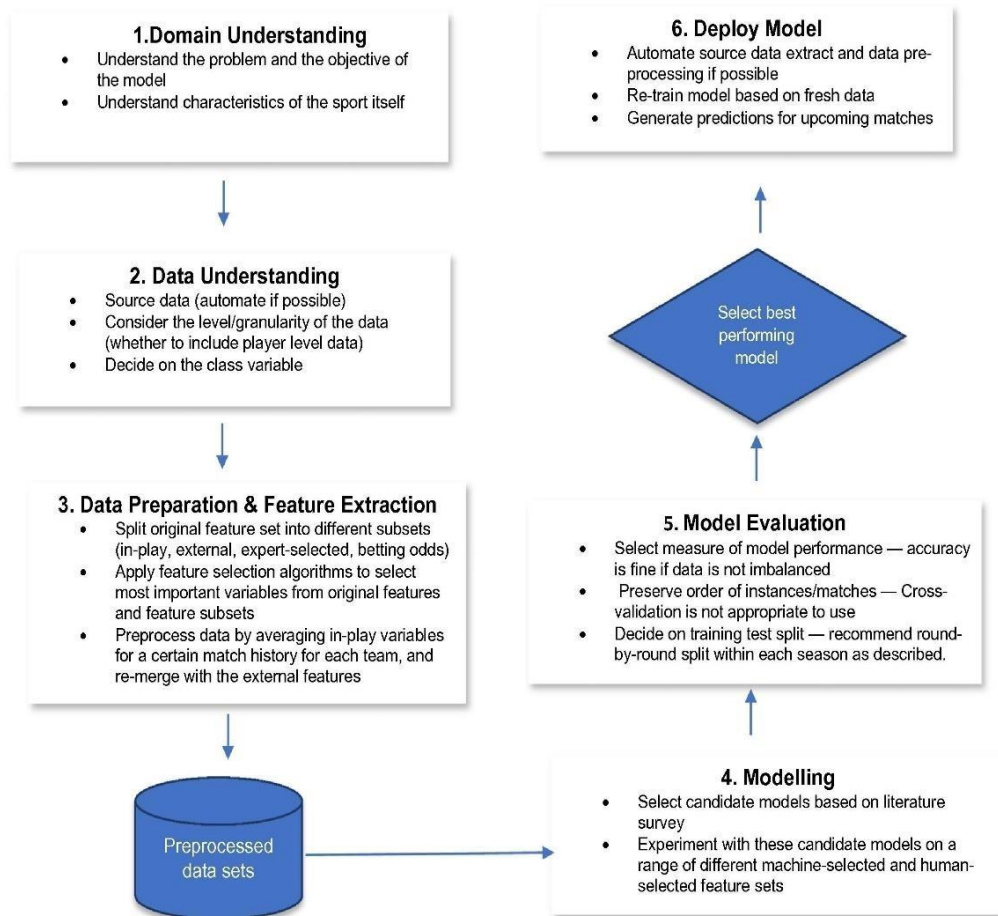 1.Domain Understanding
• Understand the problem and the objective of
the model
• Understand characteristics of the sport itself
2. Data Understanding
• Source data (automate if possible)
• Consider the level/granularity of the data
(whether to include player level data)
• Decide on the class variable
3. Data Preparation & Feature Extraction
• Split original feature set into different subsets
(in-play, external, expert-selected, betting odds)
• Apply feature selection algorithms to select
most important variables from original features
and feature subsets
• Preprocess data by averaging in-play variables
for a certain match history for each team, and
re-merge with the external features
Preprocessed
data sets
4. Modelling
• Select candidate models based on literature
survey
• Experiment with these candidate models on a
range of different machine-selected and human-
selected feature sets
5. Model Evaluation
• Select measure of model performance — accuracy
is fine if data is not imbalanced
• Preserve order of instances/matches — Cross-
validation is not appropriate to use
• Decide on training test split — recommend round-
by-round split within each season as described.
Select best
performing
model
6. Deploy Model
• Automate source data extract and data pre-
processing if possible
• Re-train model based on fresh data
• Generate predictions for upcoming matches